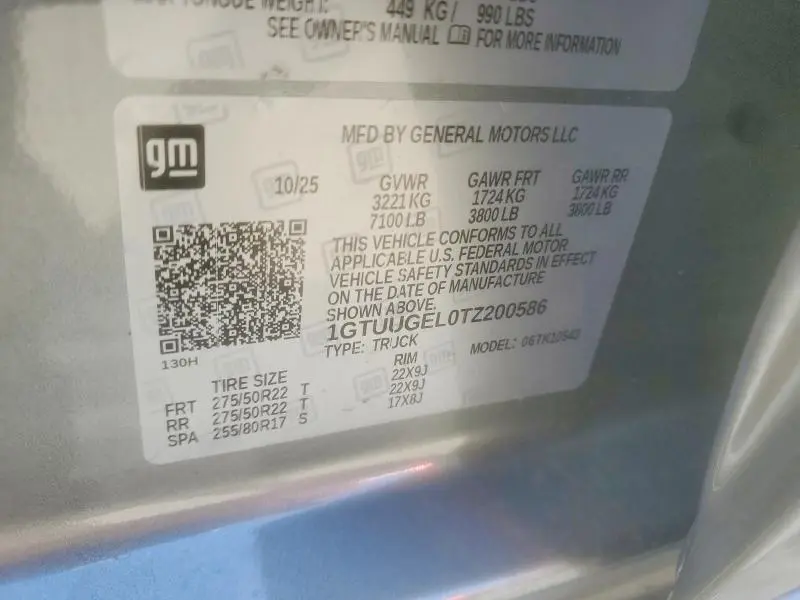 TONGUE WEIGHT: 449 KG/ 990 LBS
SEE OWNER'S MANUAL FOR MORE INFORMATION
gm
MFD BY GENERAL MOTORS LLC
10/25
GVWR GAWR FRT GAWR RR
3221 KG 1724 KG 1724 KG
7100 LB 3800 LB 3800 LB
THIS VEHICLE CONFORMS TO ALL
APPLICABLE U.S. FEDERAL MOTOR
VEHICLE SAFETY STANDARDS IN EFFECT
ON THE DATE OF MANUFACTURE
SHOWN ABOVE.
1GTUUGEL0TZ200586
TYPE: TRUCK MODEL:
130H
TIRE SIZE RIM
FRT 275/50R22 T 22X9J
RR 275/50R22 T 22X9J
SPA 255/80R17 S 17X8J